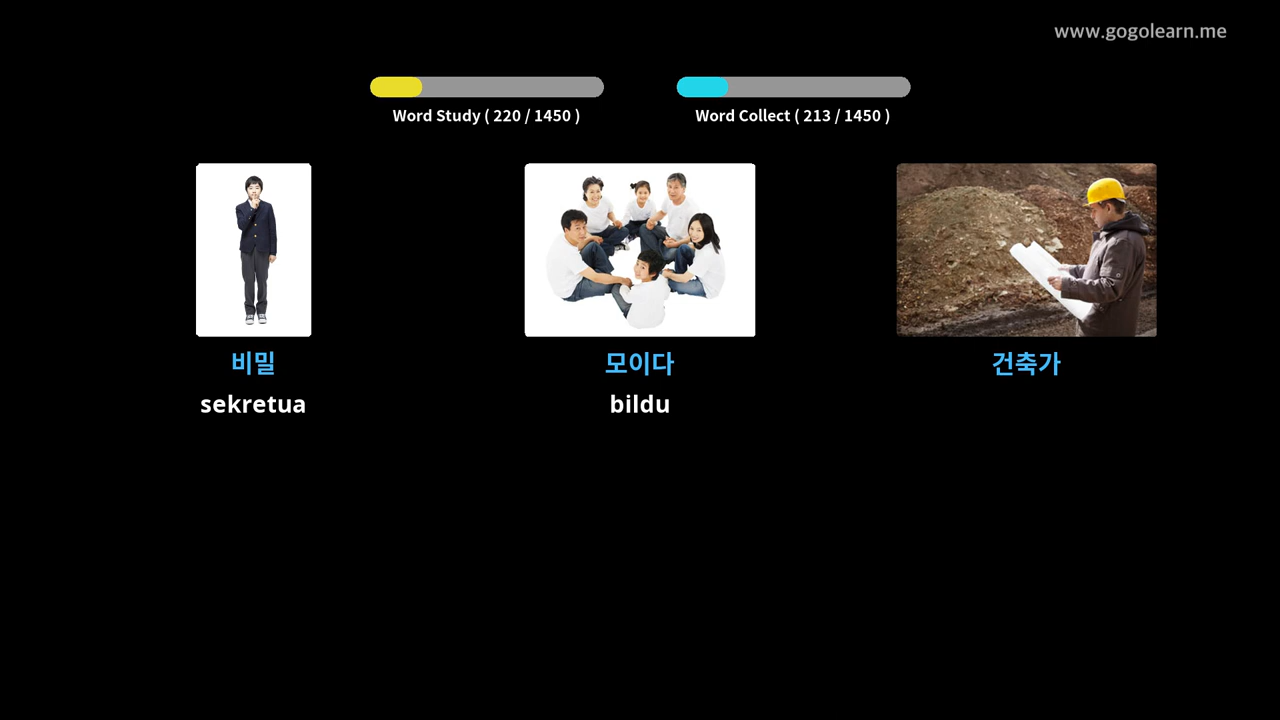 www.gogolearn.me
Word Study ( 220 / 1450 )
Word Collect ( 213 / 1450 )
비밀
모이다
건축가
sekretua
bildu